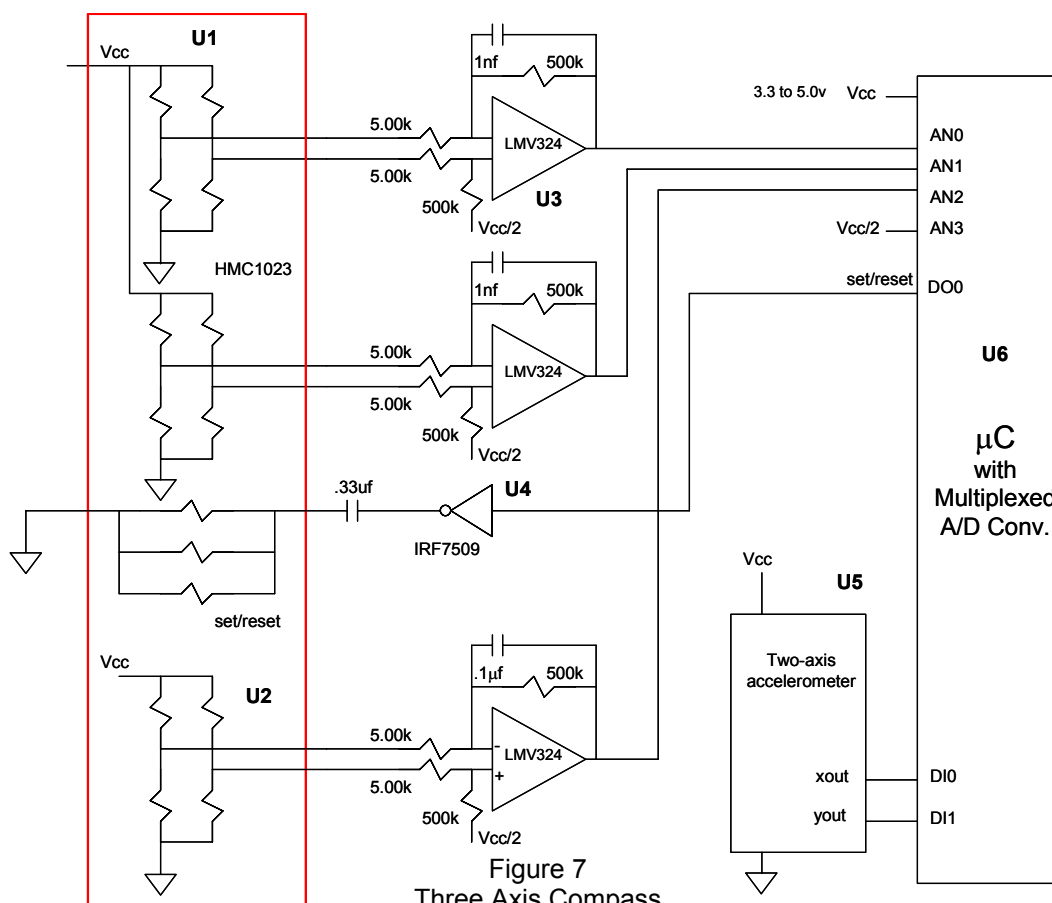 U1
Vcc
1nf
500k
3.3 to 5.0v
Vcc
5.00k
LMV324
AN0
5.00k
AN1
U3
AN2
500k
Vcc/2
Vcc/2
AN3
HMC1023
set/reset
DO0
1nf
500k
5.00k
LMV324
U6
5.00k
500k
μC
Vcc/2
with
.33uf
U4
Multiplexed
A/D Conv.
IRF7509
Vcc
U5
set/reset
Vcc
U2
.1μf
500k
Two-axis
accelerometer
5.00k
-
LMV324
+
5.00k
xout
DI0
500k
yout
DI1
Vcc/2
Figure 7
Three Axis Compass